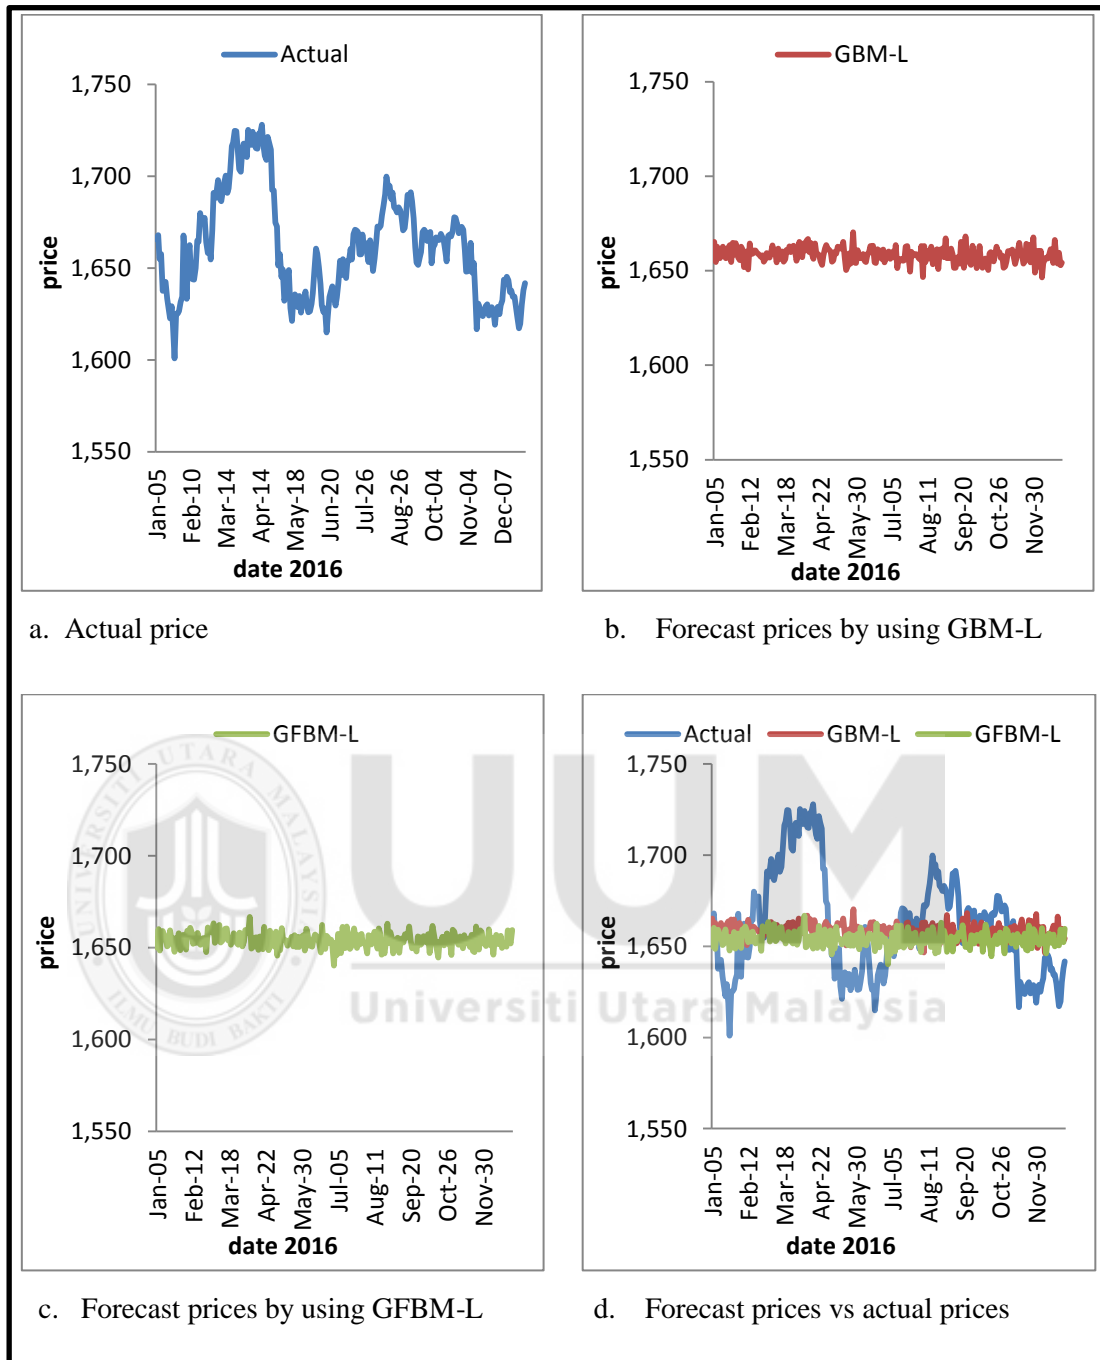 Actual
1,750
1,700
1,650
1,600
1,550
price
Jan-05
Feb-10
Mar-14
Apr-14
May-18
Jun-20
Jul-26
Aug-26
Oct-04
Nov-04
Dec-07
date 2016
a. Actual price
GBM-L
1,750
1,700
1,650
1,600
1,550
price
Jan-05
Feb-12
Mar-18
Apr-22
May-30
Jul-05
Aug-11
Sep-20
Oct-26
Nov-30
date 2016
b. Forecast prices by using GBM-L
GFBM-L
1,750
1,700
1,650
1,600
1,550
price
Jan-05
Feb-12
Mar-18
Apr-22
May-30
Jul-05
Aug-11
Sep-20
Oct-26
Nov-30
date 2016
c. Forecast prices by using GFBM-L
Actual GBM-L GFBM-L
1,750
1,700
1,650
1,600
1,550
price
Jan-05
Feb-12
Mar-18
Apr-22
May-30
Jul-05
Aug-11
Sep-20
Oct-26
Nov-30
date 2016
d. Forecast prices vs actual prices
UNIVERSITI UTARA MALAYSIA
ILMU BUDI BAKTI
UUM
Universiti Utara Malaysia